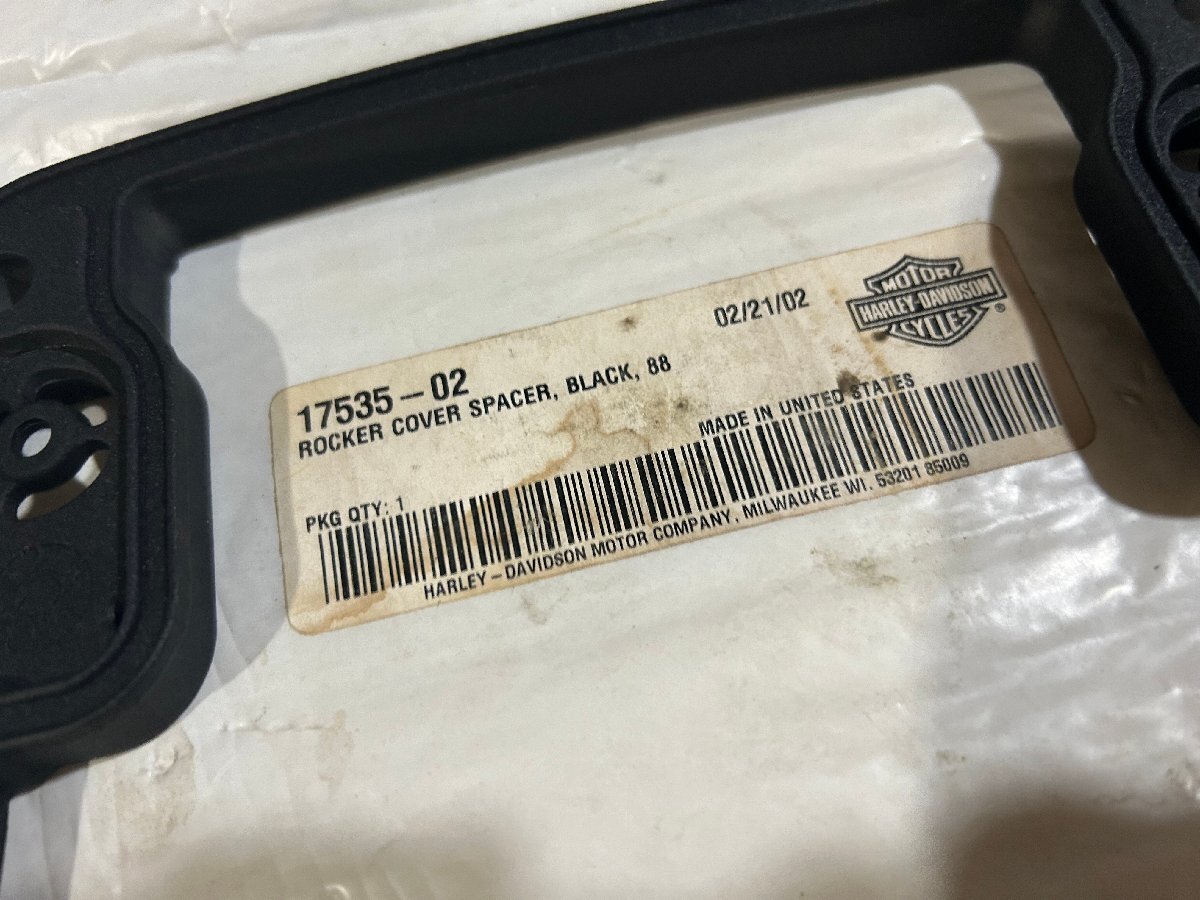 02/21/02
MOTOR
HARLEY-DAVIDSON
CYCLES
®
17535-02
ROCKER COVER SPACER, BLACK, 88
MADE IN UNITED STATES
PKG QTY: 1
HARLEY-DAVIDSON MOTOR COMPANY, MILWAUKEE WI. 53201 85009